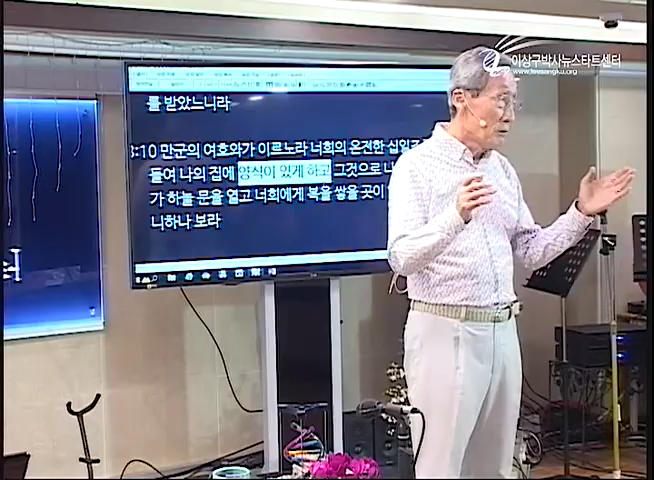 이상구박사뉴스타트센터
www.leesangku.org
를 받았느니라
3:10 만군의 여호와가 이르노라 너희의 온전한 십일
들여 나의 집에 양식이 있게 하고 그것으로 나
가 하늘 문을 열고 너희에게 복을 쌓을 곳이
니하나 보라